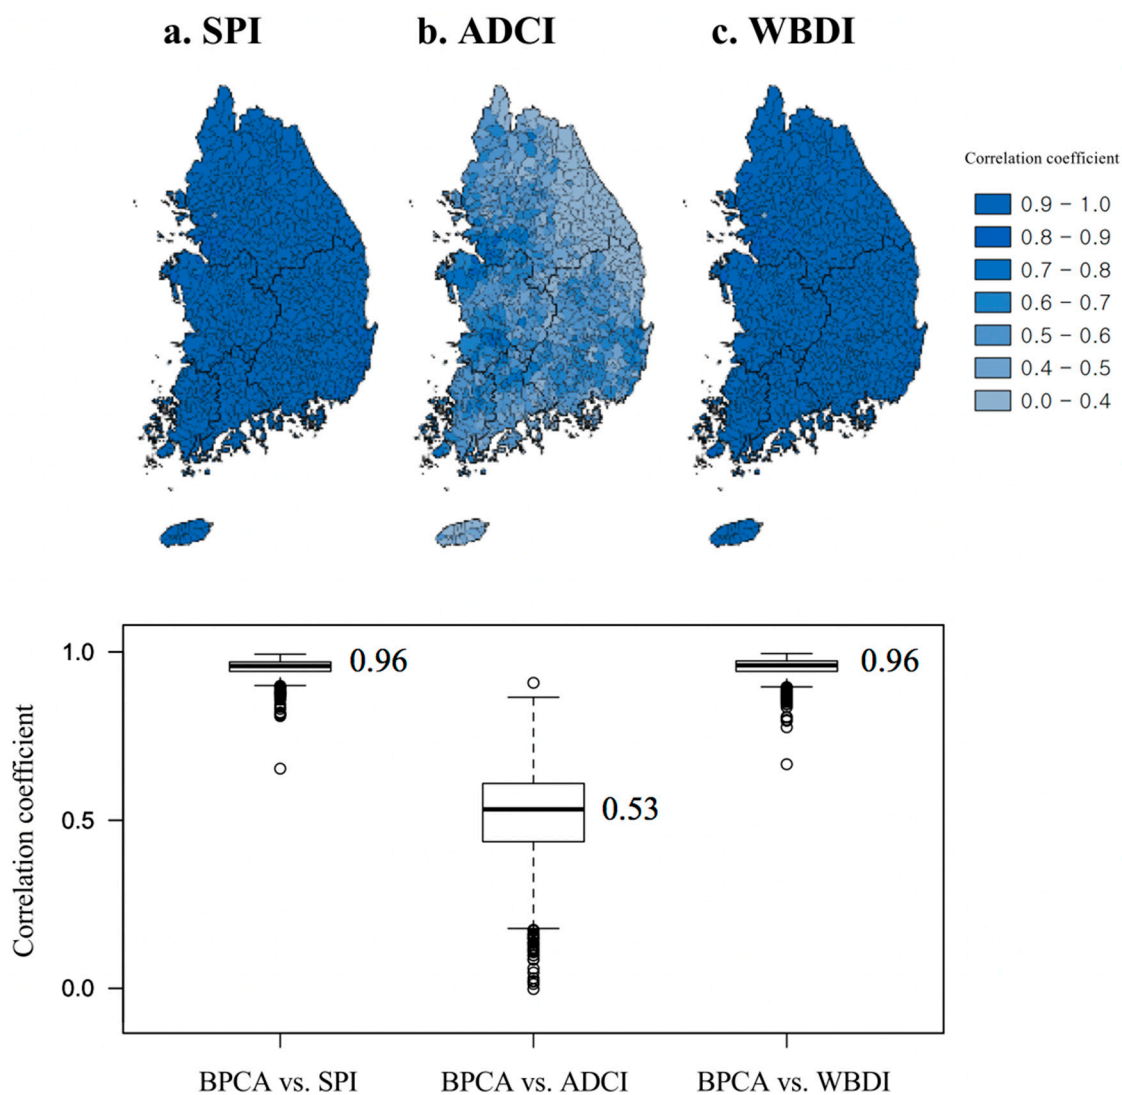 a. SPI
b. ADCI
c. WBDI
Correlation coefficient
0.9 - 1.0
0.8 - 0.9
0.7 - 0.8
0.6 - 0.7
0.5 - 0.6
0.4 - 0.5
0.0 - 0.4
Correlation coefficient
1.0
0.5
0.0
0.96
0.53
0.96
BPCA vs. SPI
BPCA vs. ADCI
BPCA vs. WBDI